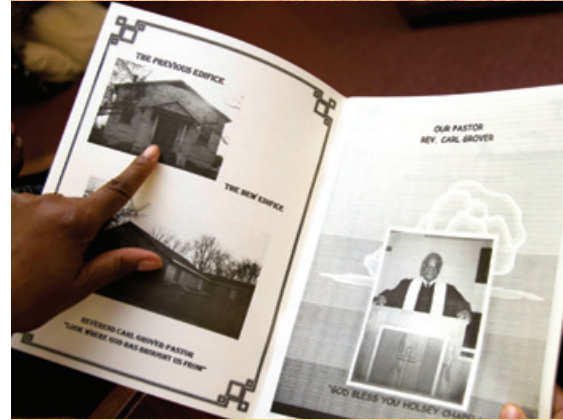 THE PREVIOUS EDIFICE
THE NEW EDIFICE
REVEREND CARL GROVER-PASTOR
"LOOK WHERE GOD HAS BROUGHT US FROM"
OUR PASTOR
REV. CARL GROVER
"GOD BLESS YOU HOLSEY